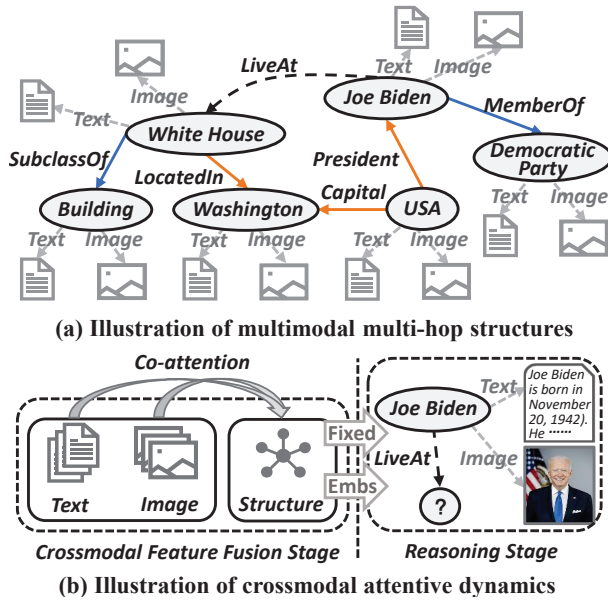 Text
Image
LiveAt
Text
Image
Joe Biden
Text
Image
White House
MemberOf
SubclassOf
President
Democratic
Party
LocatedIn
Capital
Building
Washington
USA
Text
Image
Text
Image
Text
Image
Text
Image
(a) Illustration of multimodal multi-hop structures
Co-attention
Text
Image
Structure
Crossmodal Feature Fusion Stage
Fixed
Embs
Joe Biden
Text
Joe Biden
is born in
November
20, 1942).
He ······
LiveAt
Image
?
Reasoning Stage
(b) Illustration of crossmodal attentive dynamics